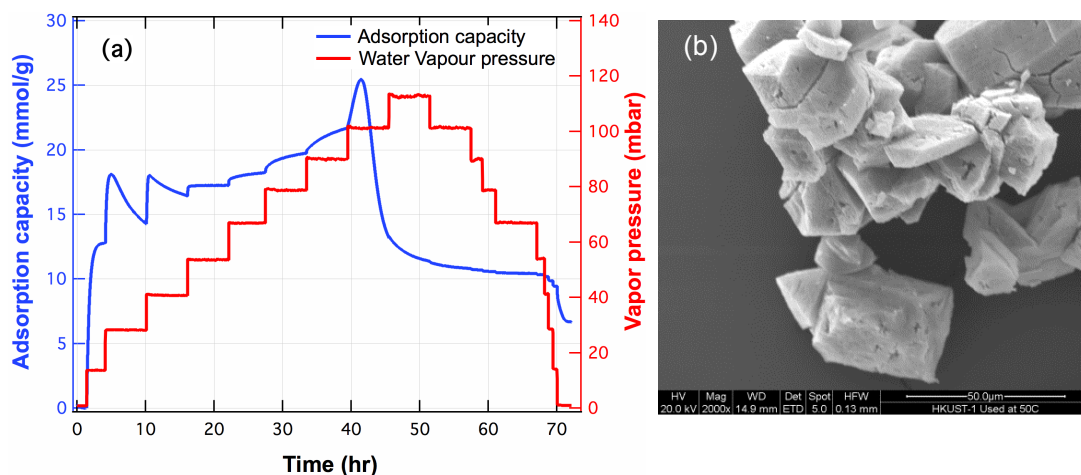 (a)
Adsorption capacity
Water Vapour pressure
Adsorption capacity (mmol/g)
30
25
20
15
10
5
0
Vapor pressure (mbar)
140
120
100
80
60
40
20
0
0 10 20 30 40 50 60 70
Time (hr)
(b)
HV Mag WD Det Spot HFW 50.0µm
20.0 kV 2000x 14.9 mm ETD 5.0 0.13 mm HKUST-1 Used at 50C